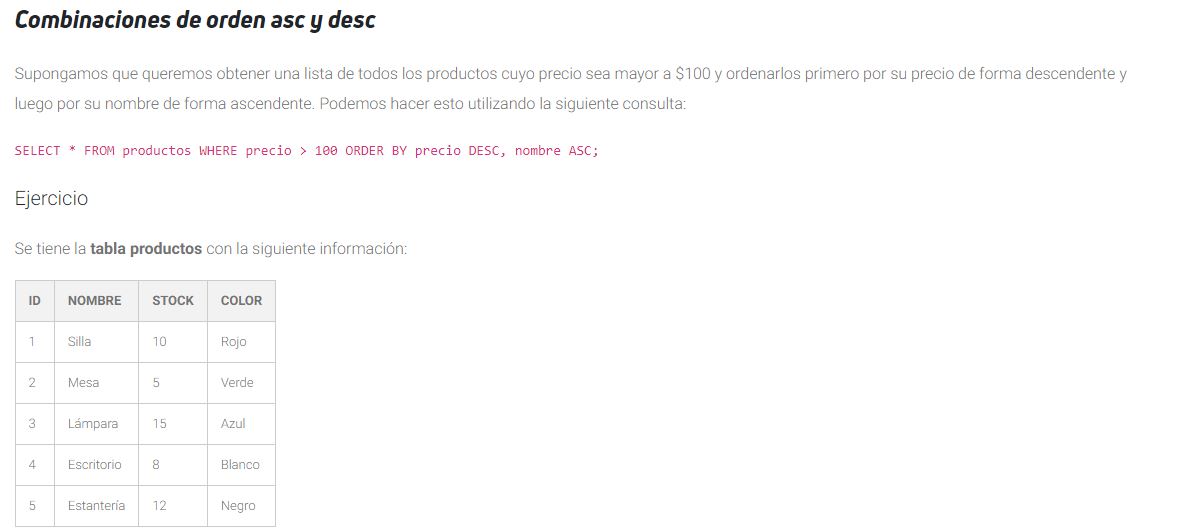 Combinaciones de orden asc y desc
Supongamos que queremos obtener una lista de todos los productos cuyo precio sea mayor a $100 y ordenarlos primero por su precio de forma descendente y
luego por su nombre de forma ascendente. Podemos hacer esto utilizando la siguiente consulta:
SELECT * FROM productos WHERE precio > 100 ORDER BY precio DESC, nombre ASC;
Ejercicio
Se tiene la tabla productos con la siguiente información:
ID NOMBRE STOCK COLOR
1 Silla 10 Rojo
2 Mesa 5 Verde
3 Lámpara 15 Azul
4 Escritorio 8 Blanco
5 Estantería 12 Negro